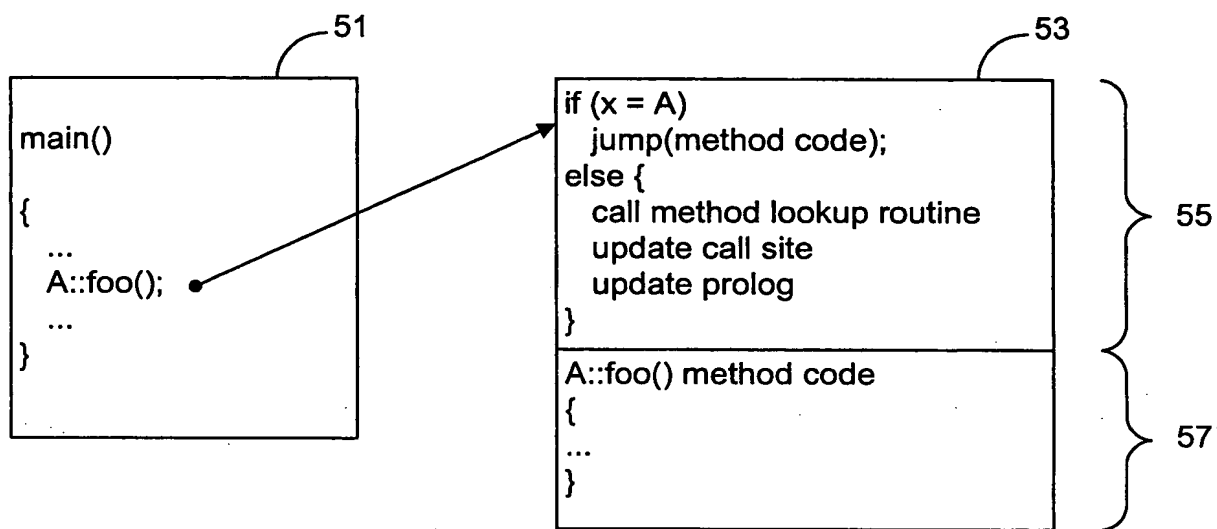 51
main()
{
...
A::foo();
...
}
53
if (x = A)
jump(method code);
else {
call method lookup routine
update call site
update prolog
}
55
A::foo() method code
{
...
}
57